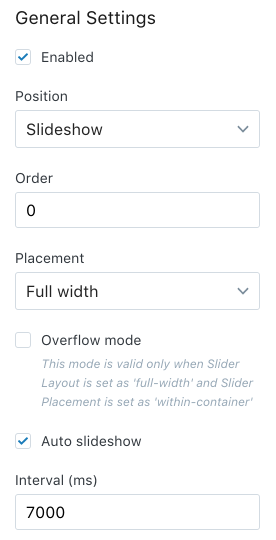 General Settings
Enabled
Position
Slideshow
Order
0
Placement
Full width
Overflow mode
This mode is valid only when Slider
Layout is set as 'full-width' and Slider
Placement is set as 'within-container'
Auto slideshow
Interval (ms)
7000